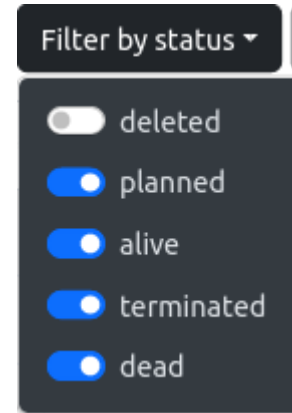 Filter by status
deleted
planned
alive
terminated
dead